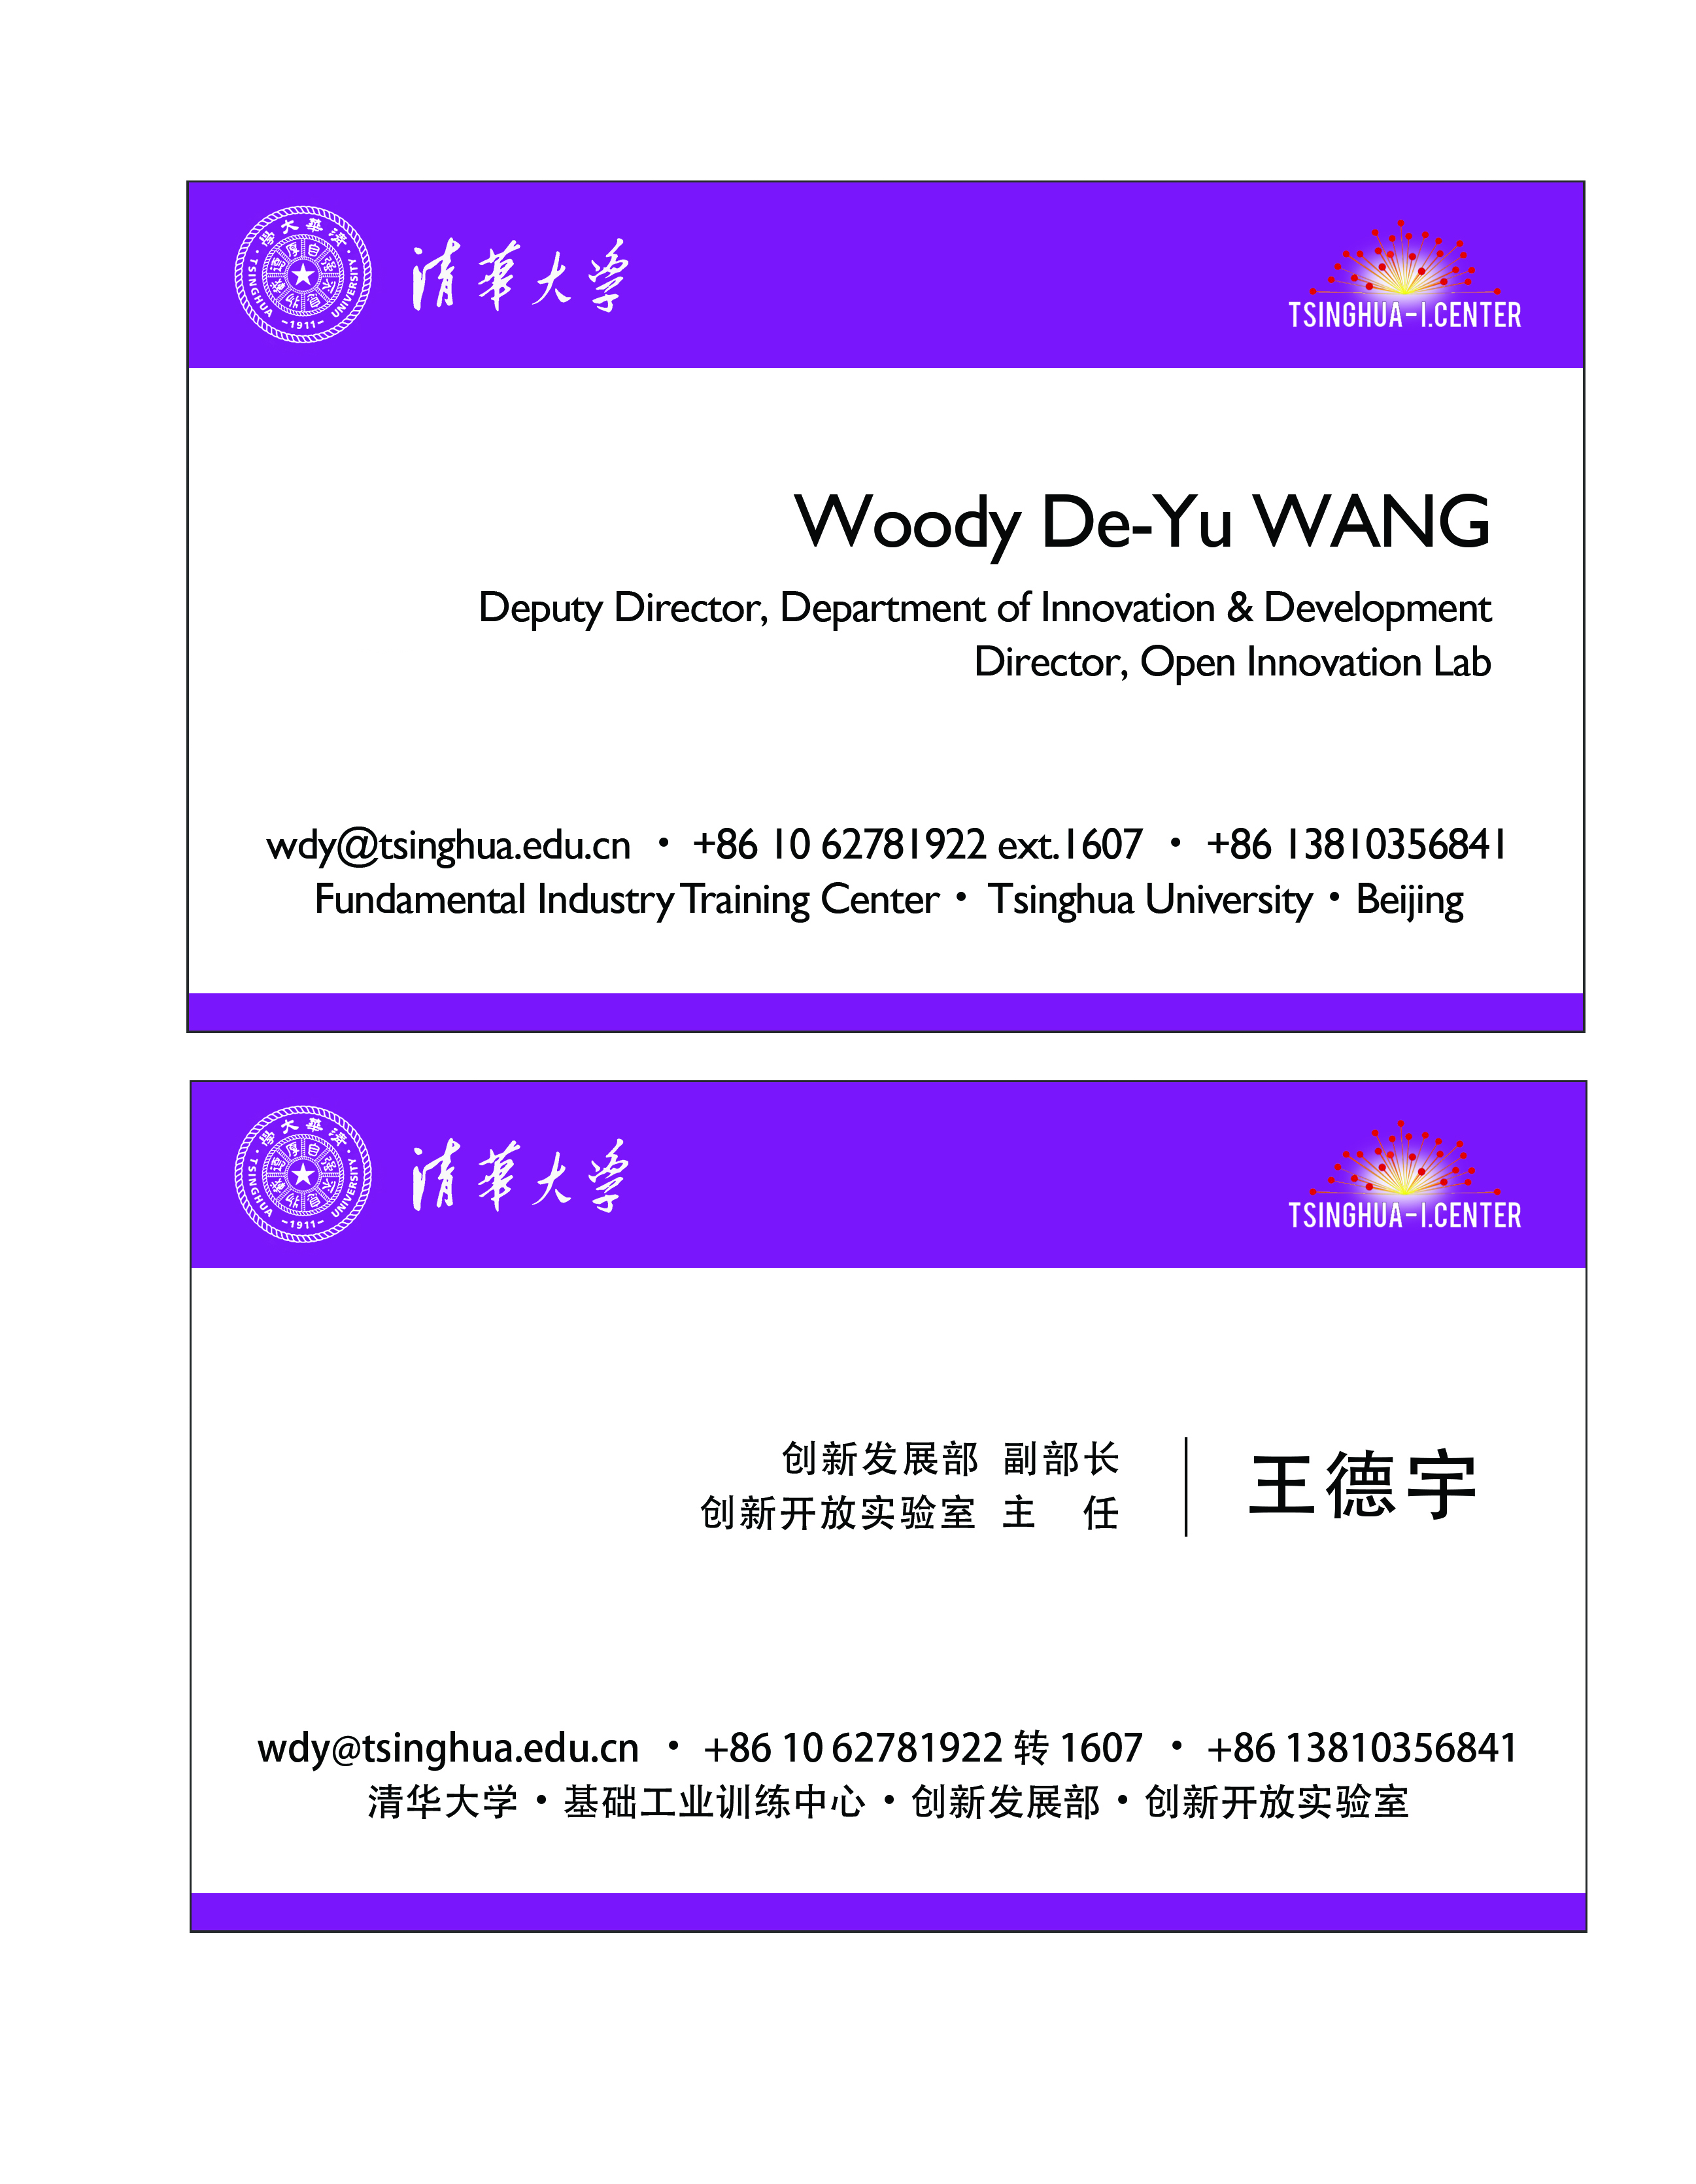 清華大学
TSINGHUA UNIVERSITY
-1911-
清華大学
TSINGHUA-I.CENTER
Woody De-Yu WANG
Deputy Director, Department of Innovation & Development
Director, Open Innovation Lab
wdy@tsinghua.edu.cn • +86 10 62781922 ext.1607 • +86 13810356841
Fundamental Industry Training Center • Tsinghua University • Beijing
清華大学
TSINGHUA UNIVERSITY
-1911-
清華大学
TSINGHUA-I.CENTER
创新发展部 副部长
创新开放实验室 主 任
王德宇
wdy@tsinghua.edu.cn • +86 10 62781922 转 1607 • +86 13810356841
清华大学 • 基础工业训练中心 • 创新发展部 • 创新开放实验室